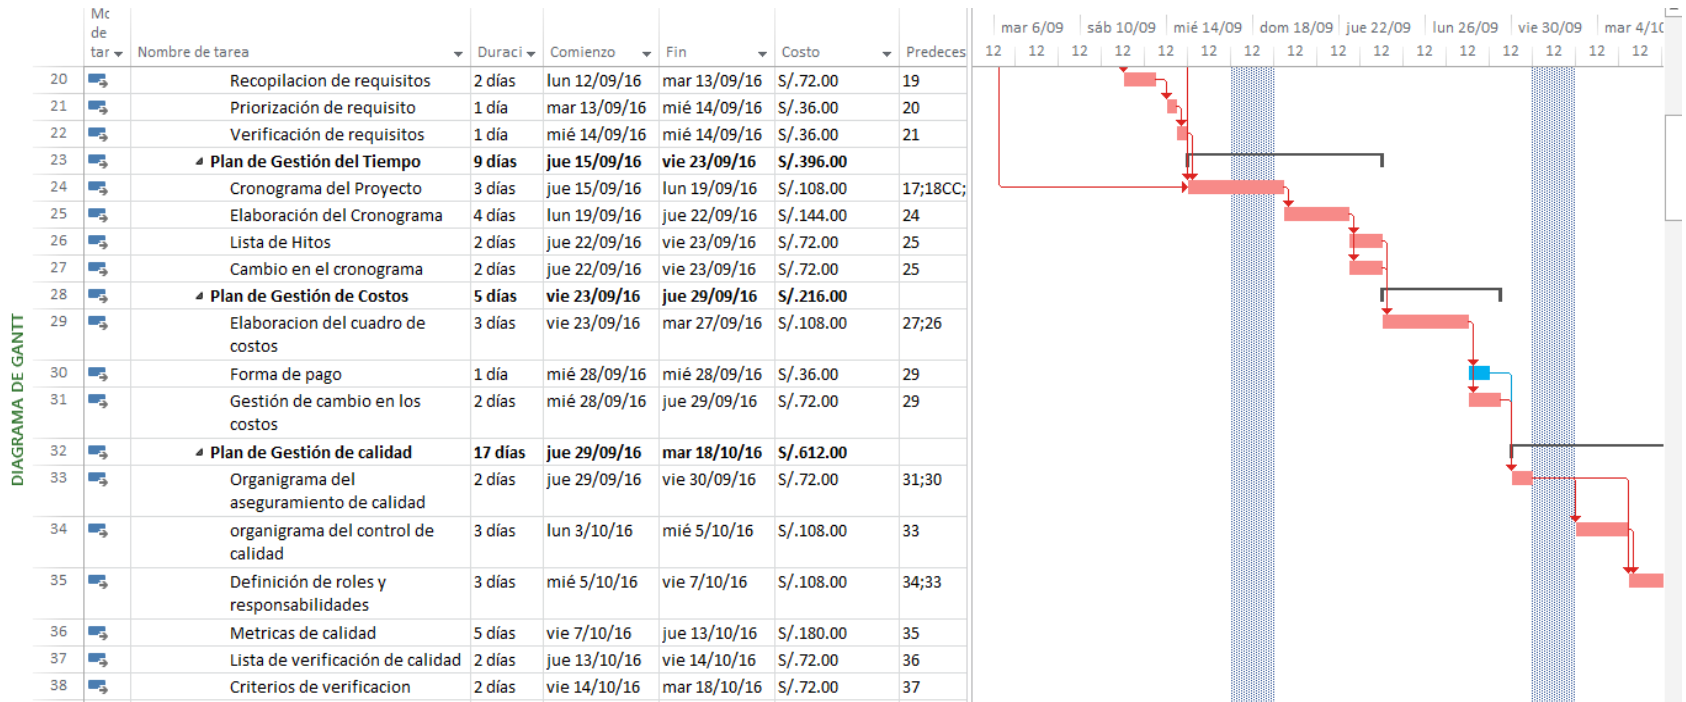 Mc
de
tar Nombre de tarea Duraci Comienzo Fin Costo Predeces
mar 6/09 sáb 10/09 mié 14/09 dom 18/09 jue 22/09 lun 26/09 vie 30/09 mar 4/10
12 12 12 12 12 12 12 12 12 12 12 12 12 12 12 12
20 Recopilacion de requisitos 2 días lun 12/09/16 mar 13/09/16 S/.72.00 19
21 Priorización de requisito 1 día mar 13/09/16 mié 14/09/16 S/.36.00 20
22 Verificación de requisitos 1 día mié 14/09/16 mié 14/09/16 S/.36.00 21
23 Plan de Gestión del Tiempo 9 días jue 15/09/16 vie 23/09/16 S/.396.00
24 Cronograma del Proyecto 3 días jue 15/09/16 lun 19/09/16 S/.108.00 17;18CC;
25 Elaboración del Cronograma 4 días lun 19/09/16 jue 22/09/16 S/.144.00 24
26 Lista de Hitos 2 días jue 22/09/16 vie 23/09/16 S/.72.00 25
27 Cambio en el cronograma 2 días jue 22/09/16 vie 23/09/16 S/.72.00 25
28 Plan de Gestión de Costos 5 días vie 23/09/16 jue 29/09/16 S/.216.00
29 Elaboracion del cuadro de 3 días vie 23/09/16 mar 27/09/16 S/.108.00 27;26
costos
30 Forma de pago 1 día mié 28/09/16 mié 28/09/16 S/.36.00 29
31 Gestión de cambio en los 2 días mié 28/09/16 jue 29/09/16 S/.72.00 29
costos
32 Plan de Gestión de calidad 17 días jue 29/09/16 mar 18/10/16 S/.612.00
33 Organigrama del 2 días jue 29/09/16 vie 30/09/16 S/.72.00 31;30
aseguramiento de calidad
34 organigrama del control de 3 días lun 3/10/16 mié 5/10/16 S/.108.00 33
calidad
35 Definición de roles y 3 días mié 5/10/16 vie 7/10/16 S/.108.00 34;33
responsabilidades
36 Metricas de calidad 5 días vie 7/10/16 jue 13/10/16 S/.180.00 35
37 Lista de verificación de calidad 2 días jue 13/10/16 vie 14/10/16 S/.72.00 36
38 Criterios de verificacion 2 días vie 14/10/16 mar 18/10/16 S/.72.00 37
DIAGRAMA DE GANTT